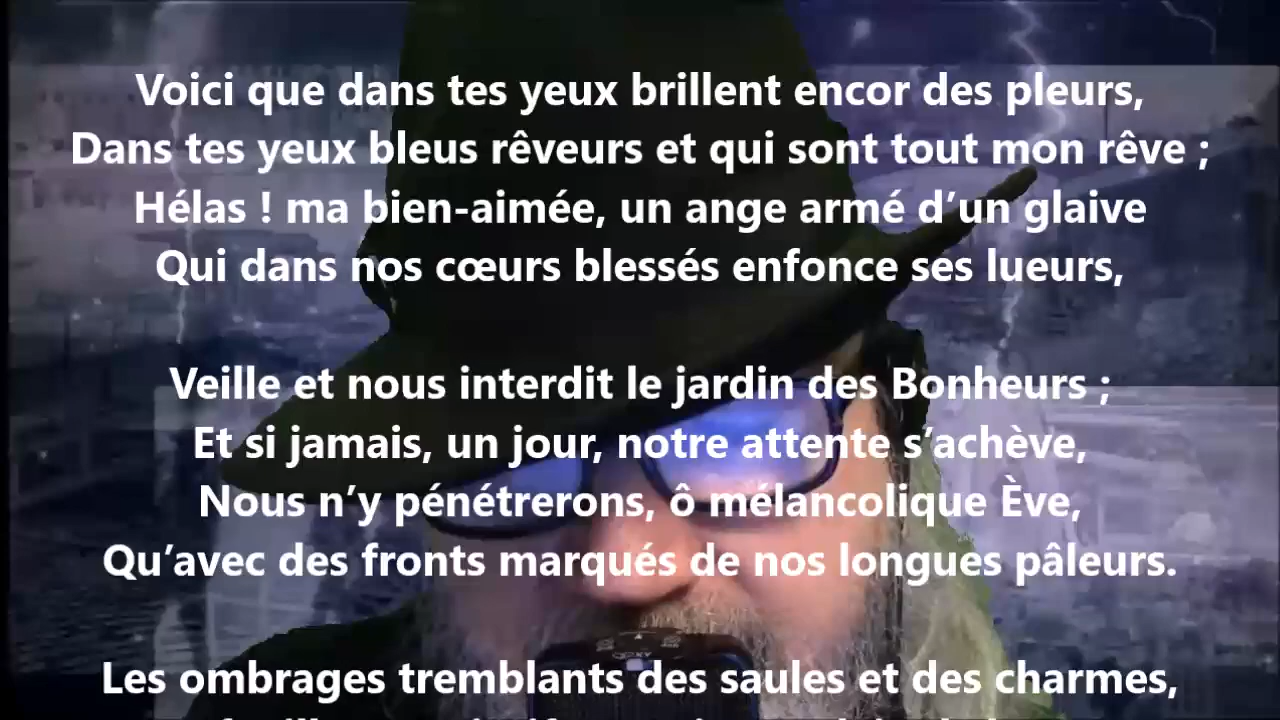 Voici que dans tes yeux brillent encor des pleurs,
Dans tes yeux bleus rêveurs et qui sont tout mon rêve ;
Hélas ! ma bien-aimée, un ange armé d’un glaive
Qui dans nos cœurs blessés enfonce ses lueurs,
Veille et nous interdit le jardin des Bonheurs ;
Et si jamais, un jour, notre attente s’achève,
Nous n’y pénétrerons, ô mélancolique Ève,
Qu’avec des fronts marqués de nos longues pâleurs.
Les ombrages tremblants des saules et des charmes,